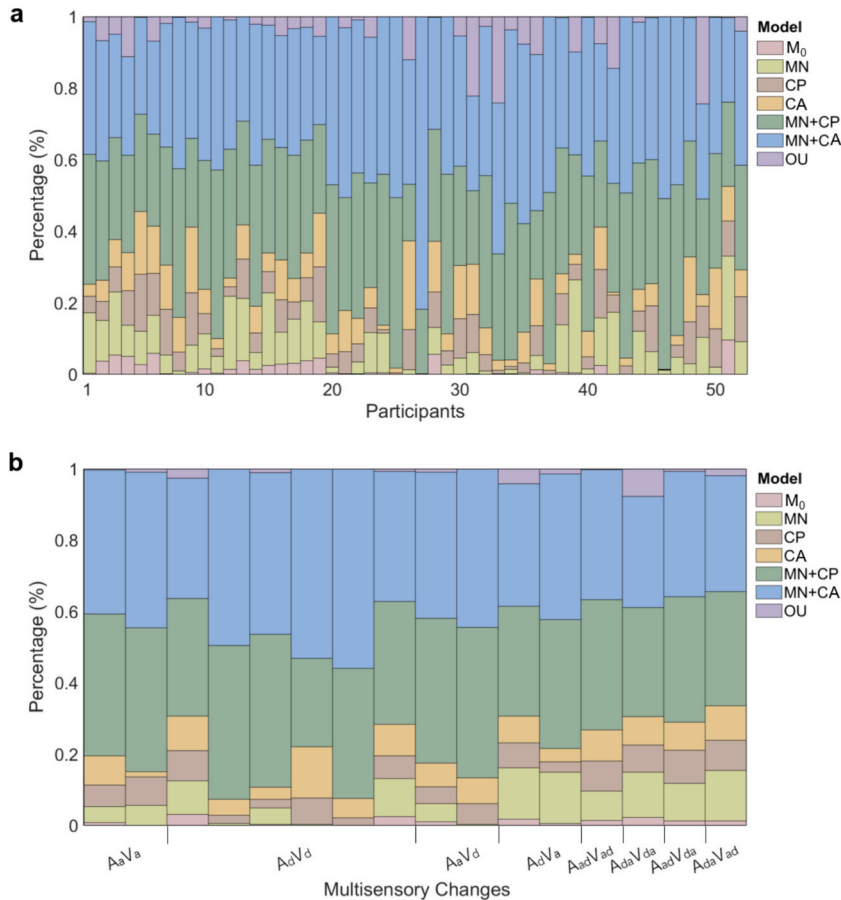 a
Percentage (%)
1
0.8
0.6
0.4
0.2
0
1
10
20
30
40
50
Participants
Model
M₀
MN
CP
CA
MN+CP
MN+CA
OU
b
Percentage (%)
1
0.8
0.6
0.4
0.2
0
AaVa
AdVd
AaVd
AdVa
AadVad
AdaVda
AadVda
AdaVad
Multisensory Changes
Model
M₀
MN
CP
CA
MN+CP
MN+CA
OU